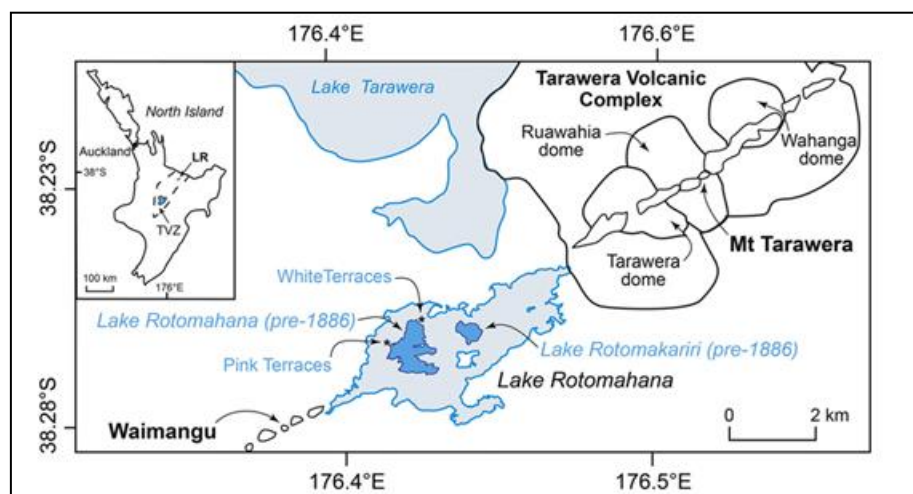 176.4°E
176.6°E
North Island
Auckland
38°S
LR
TVZ
100 km
176°E
Lake Tarawera
Tarawera Volcanic
Complex
Ruawahia
dome
Wahanga
dome
38.23°S
Mt Tarawera
Tarawera
dome
WhiteTerraces
Lake Rotomahana (pre-1886)
Pink Terraces
Lake Rotomakariri (pre-1886)
Lake Rotomahana
Waimangu
38.28°S
0
2 km
176.4°E
176.5°E